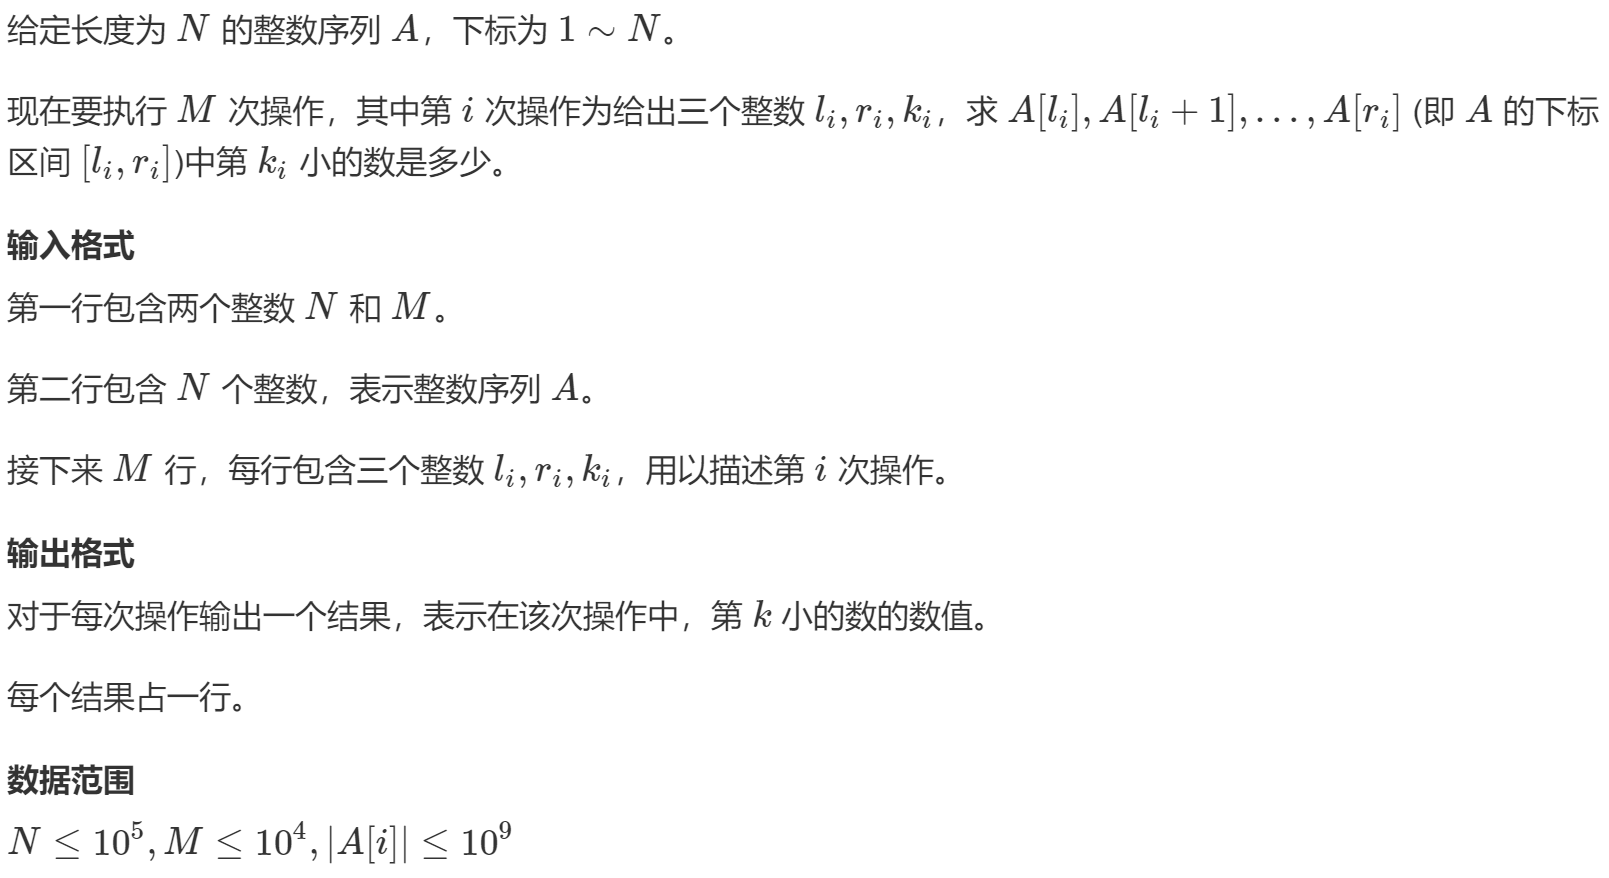 给定长度为 N 的整数序列 A，下标为 1 ∼ N。
现在要执行 M 次操作，其中第 i 次操作为给出三个整数 l_i, r_i, k_i，求 A[l_i], A[l_i + 1], …, A[r_i] (即 A 的下标
区间 [l_i, r_i])中第 k_i 小的数是多少。
输入格式
第一行包含两个整数 N 和 M。
第二行包含 N 个整数，表示整数序列 A。
接下来 M 行，每行包含三个整数 l_i, r_i, k_i，用以描述第 i 次操作。
输出格式
对于每次操作输出一个结果，表示在该次操作中，第 k 小的数的数值。
每个结果占一行。
数据范围
N ≤ 10^5, M ≤ 10^4, |A[i]| ≤ 10^9